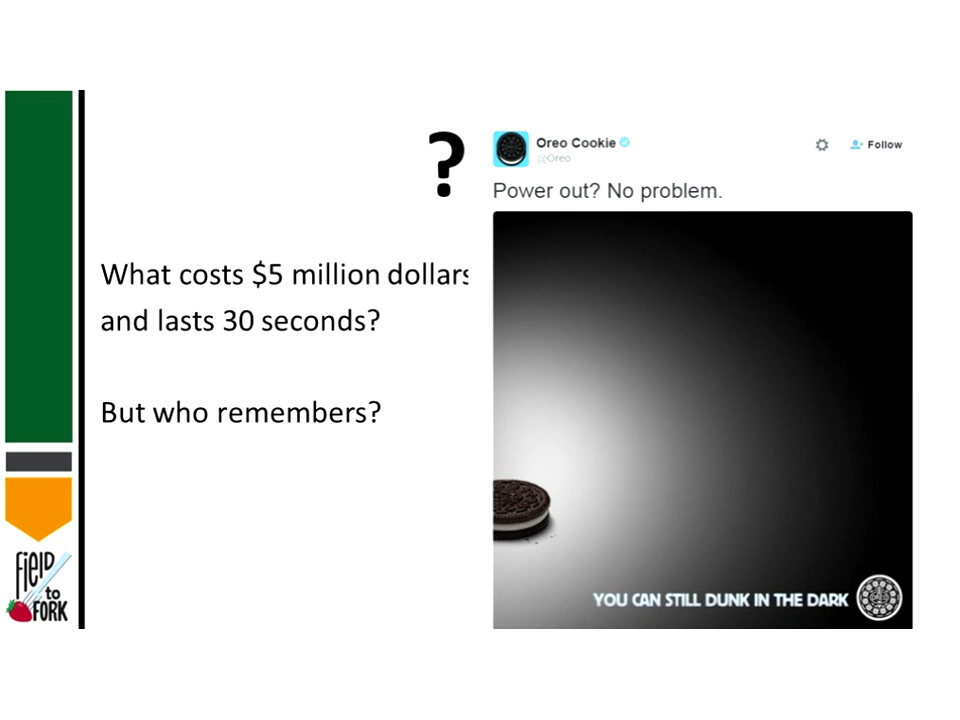 ?
What costs $5 million dollars
and lasts 30 seconds?
But who remembers?
Oreo Cookie
@Oreo
Follow
Power out? No problem.
YOU CAN STILL DUNK IN THE DARK
OREO
field
to
FORK